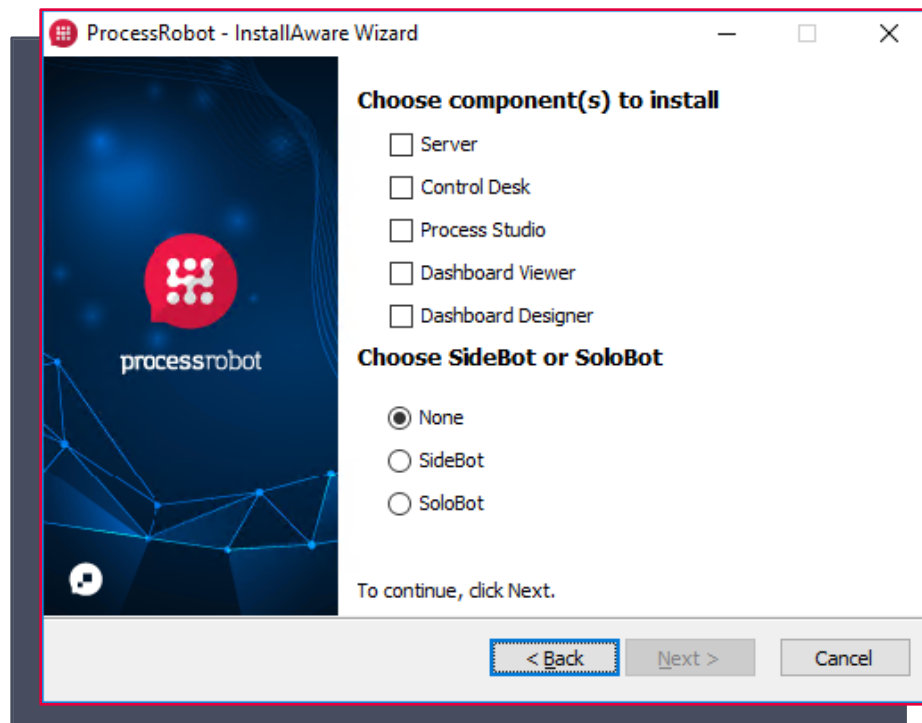 ProcessRobot - InstallAware Wizard
Choose component(s) to install
Server
Control Desk
Process Studio
Dashboard Viewer
Dashboard Designer
processrobot
Choose SideBot or SoloBot
None
SideBot
SoloBot
To continue, click Next.
< Back
Next >
Cancel